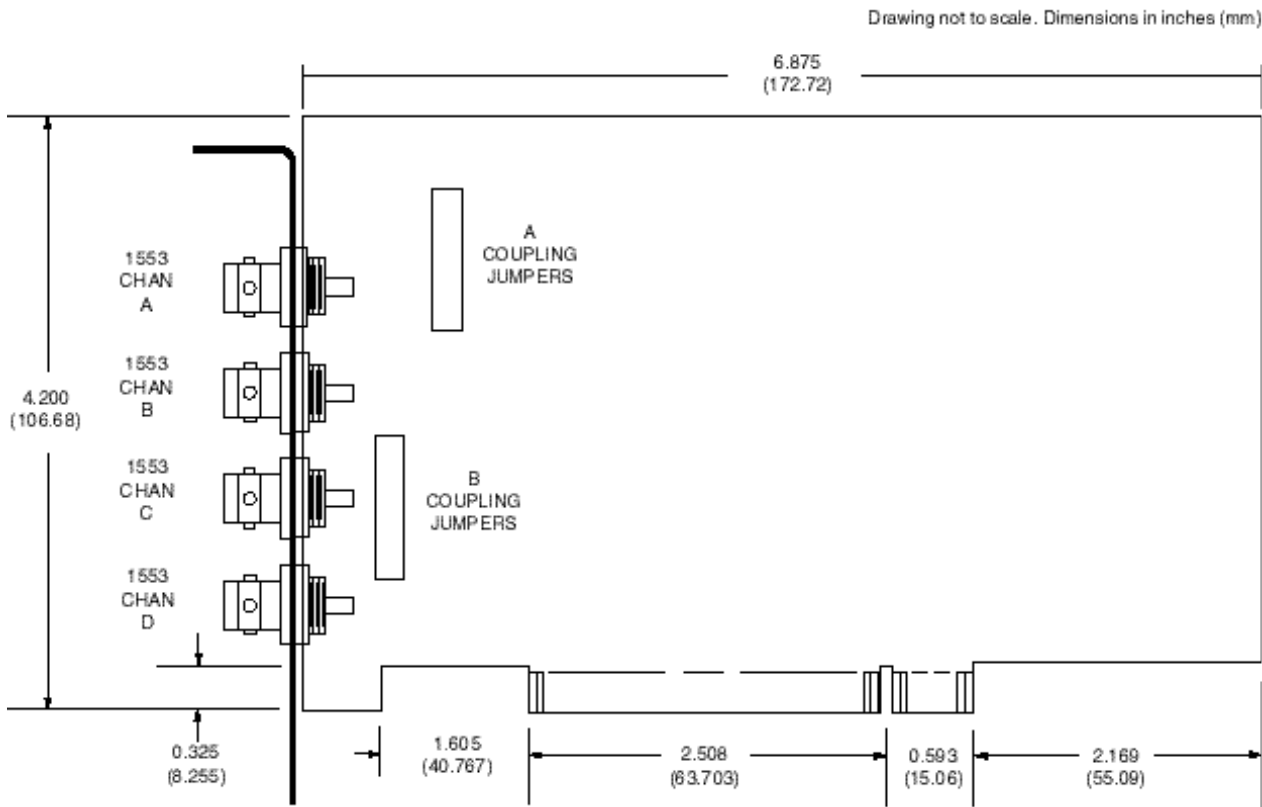 Drawing not to scale. Dimensions in inches (mm)
6.875
(172.72)
A
COUPLING
JUMPERS
1553
CHAN
A
1553
CHAN
B
4.200
(106.68)
1553
CHAN
C
B
COUPLING
JUMPERS
1553
CHAN
D
0.325
(8.255)
1.605
(40.767)
2.508
(63.703)
0.593
(15.06)
2.169
(55.09)